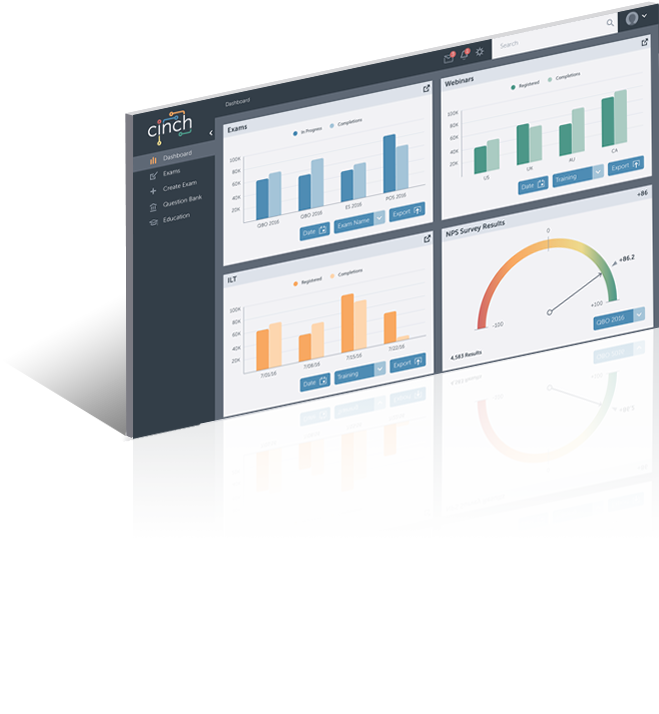 cinch
Dashboard
Search
Dashboard
Exams
Create Exam
Question Bank
Education
Exams
In Progress
Completions
100K
80K
60K
40K
20K
QBO 2016
QBO 2016
ES 2016
POS 2016
Date
Exam Name
Export
Webinars
Registered
Completions
100K
80K
60K
40K
20K
US
UK
AU
CA
Date
Training
Export
ILT
Registered
Completions
100K
80K
60K
40K
20K
7/01/16
7/08/16
7/15/16
7/22/16
Date
Training
Export
NPS Survey Results
+86
0
+86.2
-100
+100
QBO 2016
4,583 Results